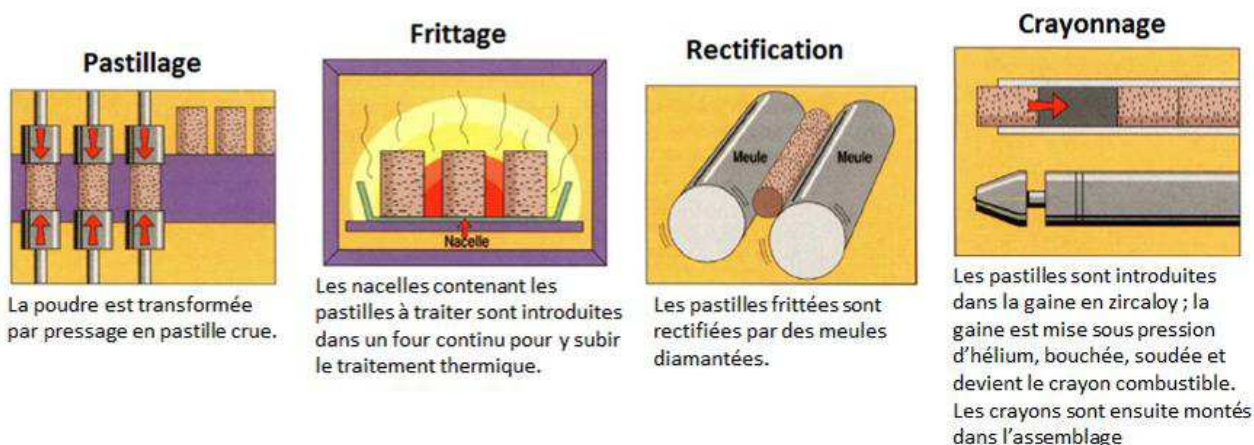 Pastillage
La poudre est transformée
par pressage en pastille crue.
Frittage
Nacelle
Les nacelles contenant les
pastilles à traiter sont introduites
dans un four continu pour y subir
le traitement thermique.
Rectification
Meule
Meule
Les pastilles frittées sont
rectifiées par des meules
diamantées.
Crayonnage
Les pastilles sont introduites
dans la gaine en zircaloy ; la
gaine est mise sous pression
d’hélium, bouchée, soudée et
devient le crayon combustible.
Les crayons sont ensuite montés
dans l’assemblage